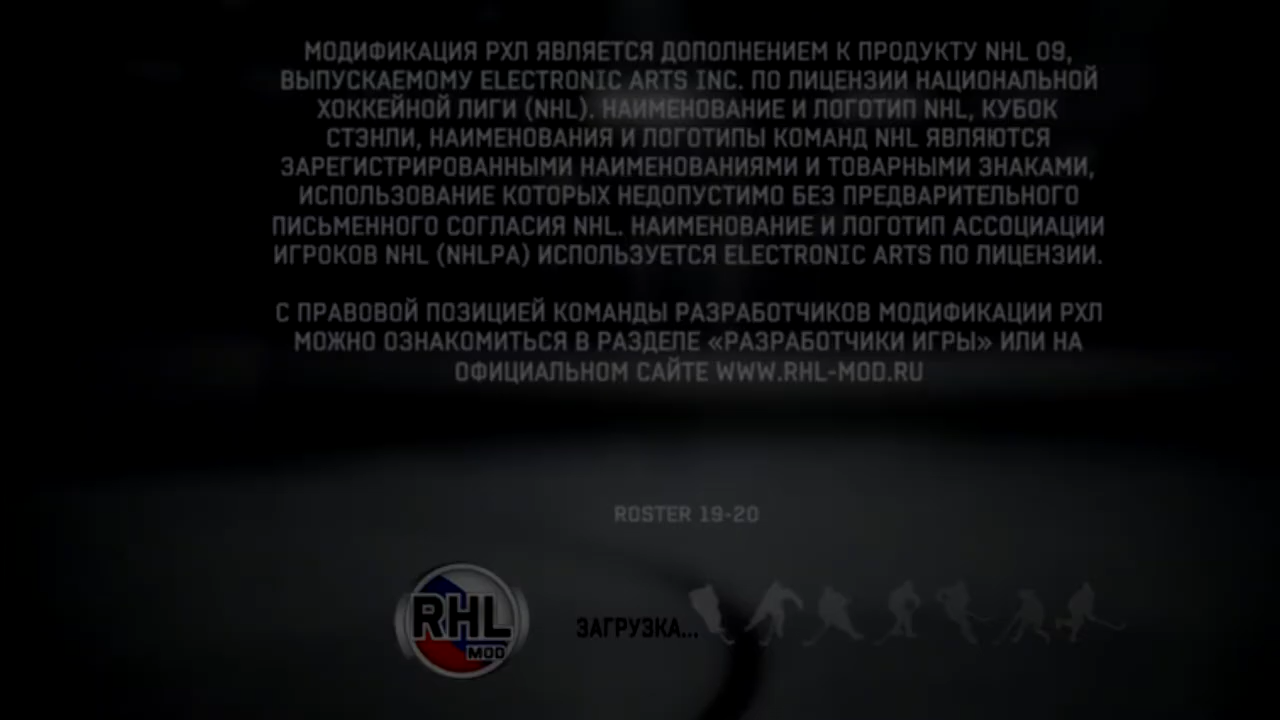 МОДИФИКАЦИЯ РХЛ ЯВЛЯЕТСЯ ДОПОЛНЕНИЕМ К ПРОДУКТУ NHL 09,
ВЫПУСКАЕМОМУ ELECTRONIC ARTS INC. ПО ЛИЦЕНЗИИ НАЦИОНАЛЬНОЙ
ХОККЕЙНОЙ ЛИГИ (NHL). НАИМЕНОВАНИЕ И ЛОГОТИП NHL, КУБОК
СТЭНЛИ, НАИМЕНОВАНИЯ И ЛОГОТИПЫ КОМАНД NHL ЯВЛЯЮТСЯ
ЗАРЕГИСТРИРОВАННЫМИ НАИМЕНОВАНИЯМИ И ТОВАРНЫМИ ЗНАКАМИ,
ИСПОЛЬЗОВАНИЕ КОТОРЫХ НЕДОПУСТИМО БЕЗ ПРЕДВАРИТЕЛЬНОГО
ПИСЬМЕННОГО СОГЛАСИЯ NHL. НАИМЕНОВАНИЕ И ЛОГОТИП АССОЦИАЦИИ
ИГРОКОВ NHL (NHLPA) ИСПОЛЬЗУЕТСЯ ELECTRONIC ARTS ПО ЛИЦЕНЗИИ.
С ПРАВОВОЙ ПОЗИЦИЕЙ КОМАНДЫ РАЗРАБОТЧИКОВ МОДИФИКАЦИИ РХЛ
МОЖНО ОЗНАКОМИТЬСЯ В РАЗДЕЛЕ «РАЗРАБОТЧИКИ ИГРЫ» ИЛИ НА
ОФИЦИАЛЬНОМ САЙТЕ WWW.RHL-MOD.RU
ROSTER 19-20
RHL
MOD
ЗАГРУЗКА...